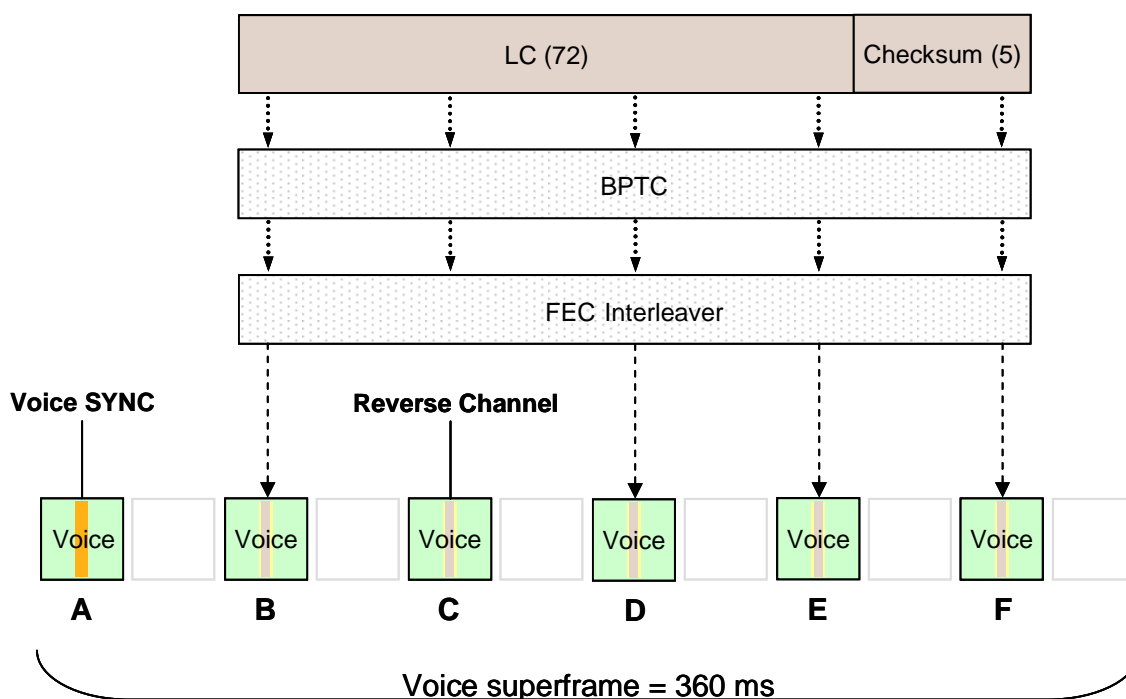 LC (72) Checksum (5)
BPTC
FEC Interleaver
Voice SYNC Reverse Channel
Voice Voice Voice Voice Voice Voice
A B C D E F
Voice superframe = 360 ms